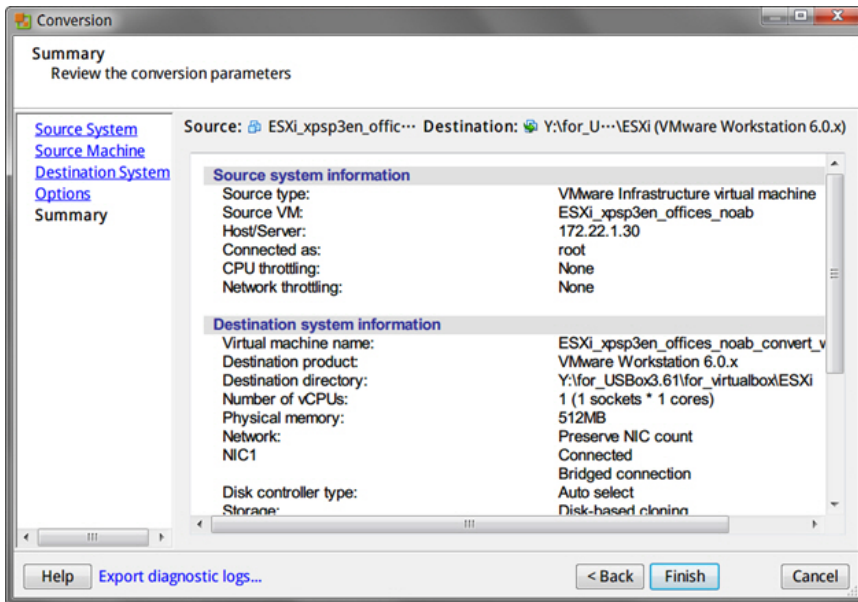 Conversion
Summary
Review the conversion parameters
Source System
Source Machine
Destination System
Options
Summary
Source: ESXi_xpsp3en_offic··· Destination: Y:\for_U···\ESXi (VMware Workstation 6.0.x)
Source system information
Source type: VMware Infrastructure virtual machine
Source VM: ESXi_xpsp3en_offices_noab
Host/Server: 172.22.1.30
Connected as: root
CPU throttling: None
Network throttling: None
Destination system information
Virtual machine name: ESXi_xpsp3en_offices_noab_convert_v
Destination product: VMware Workstation 6.0.x
Destination directory: Y:\for_USBox3.61\for_virtualbox\ESXi
Number of vCPUs: 1 (1 sockets * 1 cores)
Physical memory: 512MB
Network: Preserve NIC count
NIC1 Connected
Bridged connection
Disk controller type: Auto select
Storage: Disk-based cloning
Help Export diagnostic logs... < Back Finish Cancel